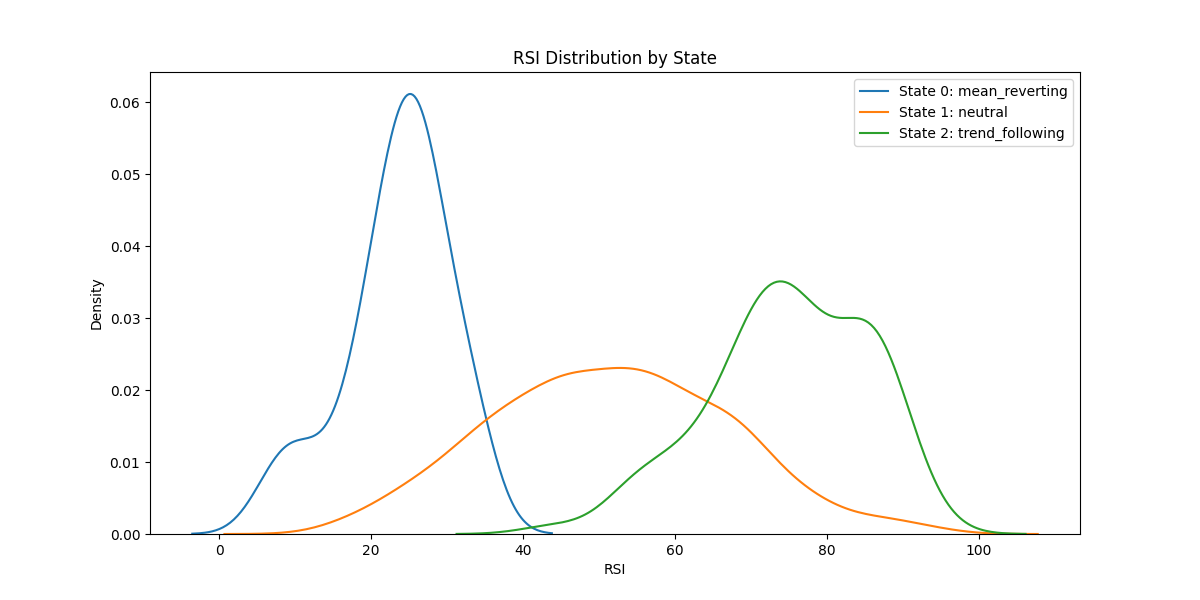 RSI Distribution by State
State 0: mean_reverting
State 1: neutral
State 2: trend_following
0.06
0.05
0.04
0.03
0.02
0.01
0.00
Density
0 20 40 60 80 100
RSI